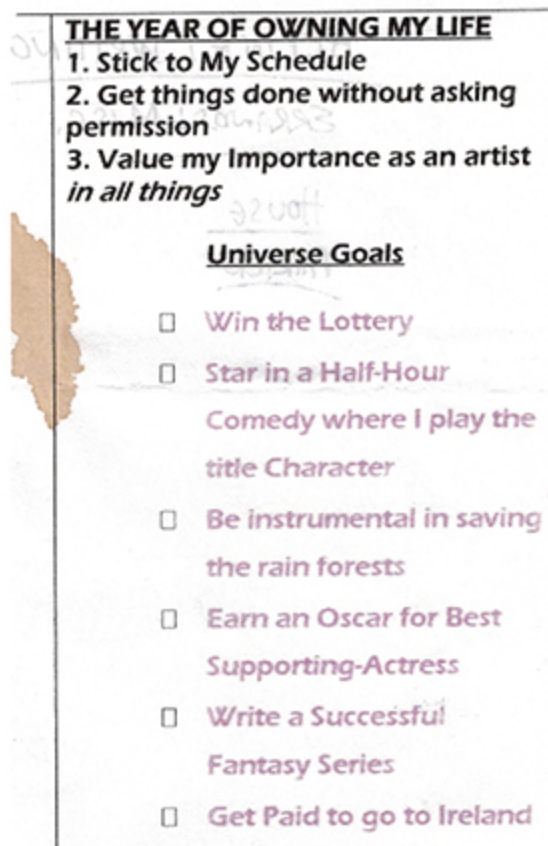 THE YEAR OF OWNING MY LIFE
1. Stick to My Schedule
2. Get things done without asking
permission
3. Value my Importance as an artist
in all things
Universe Goals
Win the Lottery
Star in a Half-Hour
Comedy where I play the
title Character
Be instrumental in saving
the rain forests
Earn an Oscar for Best
Supporting-Actress
Write a Successful
Fantasy Series
Get Paid to go to Ireland